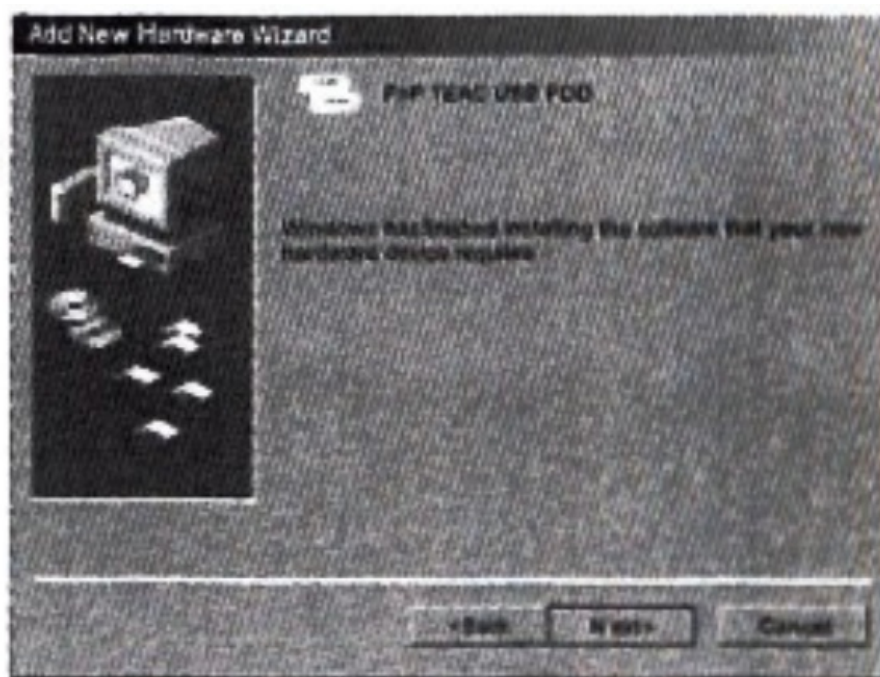 Add New Hardware Wizard
PnP TEAC USB FDD
Windows has finished installing the software that your new
hardware device requires
<Back
Next>
Cancel